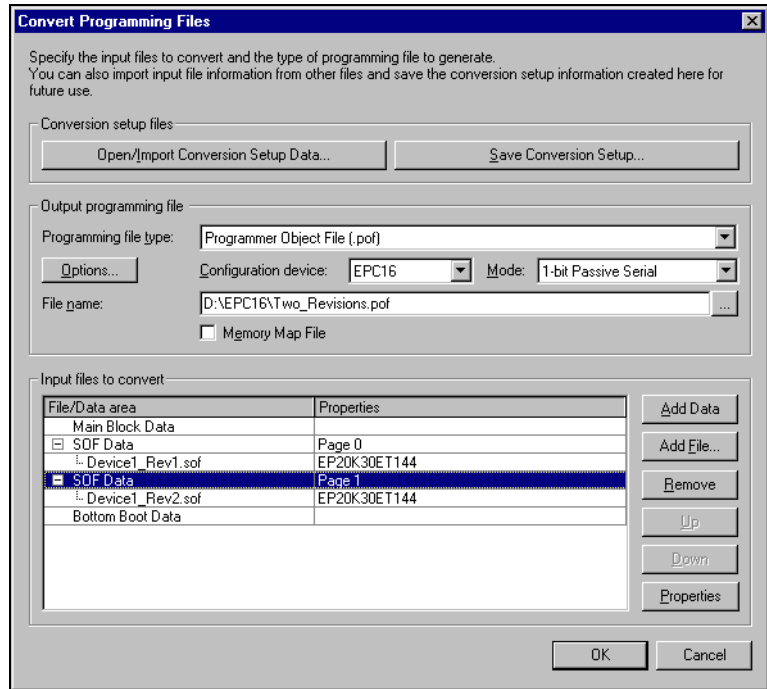 Convert Programming Files
Specify the input files to convert and the type of programming file to generate.
You can also import input file information from other files and save the conversion setup information created here for
future use.
Conversion setup files
Open/Import Conversion Setup Data... Save Conversion Setup...
Output programming file
Programming file type: Programmer Object File (.pof)
Options... Configuration device: EPC16 Mode: 1-bit Passive Serial
File name: D:\EPC16\Two_Revisions.pof ...
Memory Map File
Input files to convert
File/Data area Properties Add Data
Main Block Data
SOF Data Page 0 Add File...
Device1_Rev1.sof EP20K30ET144
SOF Data Page 1 Remove
Device1_Rev2.sof EP20K30ET144
Bottom Boot Data Up
Down
Properties
OK Cancel